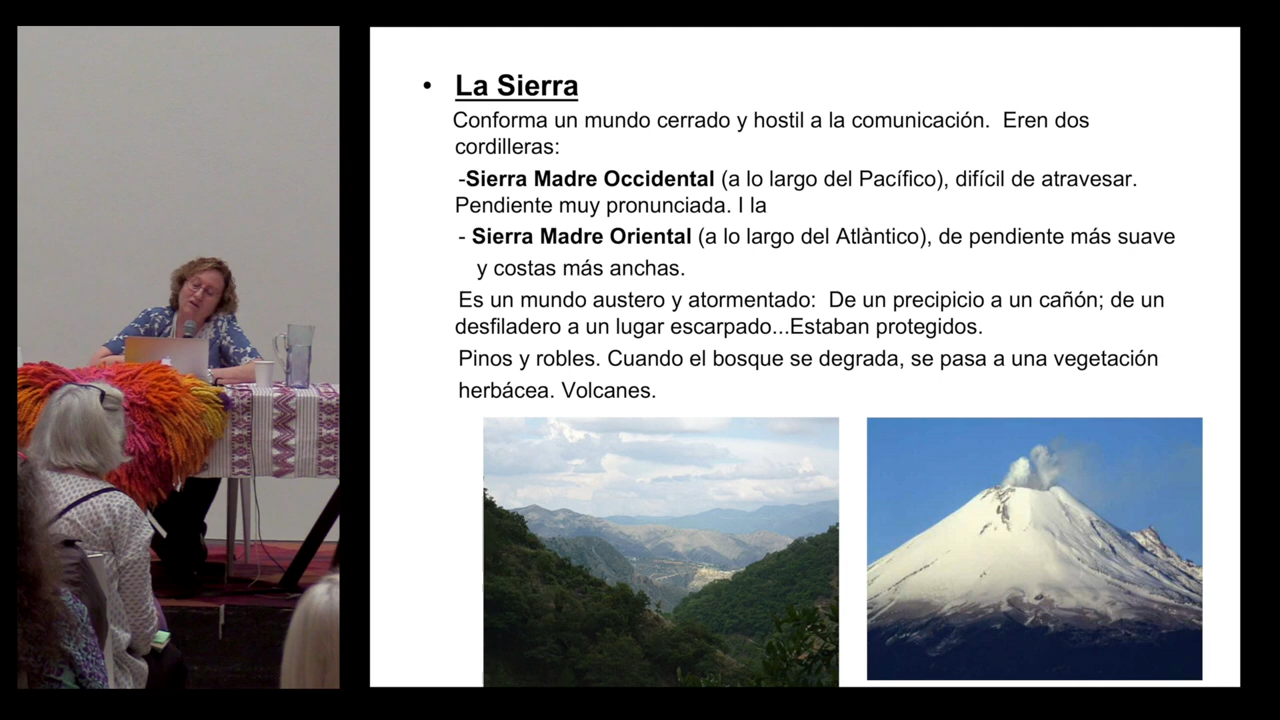 • La Sierra
Conforma un mundo cerrado y hostil a la comunicación. Eren dos
cordilleras:
-Sierra Madre Occidental (a lo largo del Pacífico), difícil de atravesar.
Pendiente muy pronunciada. I la
- Sierra Madre Oriental (a lo largo del Atlàntico), de pendiente más suave
y costas más anchas.
Es un mundo austero y atormentado: De un precipicio a un cañón; de un
desfiladero a un lugar escarpado...Estaban protegidos.
Pinos y robles. Cuando el bosque se degrada, se pasa a una vegetación
herbácea. Volcanes.